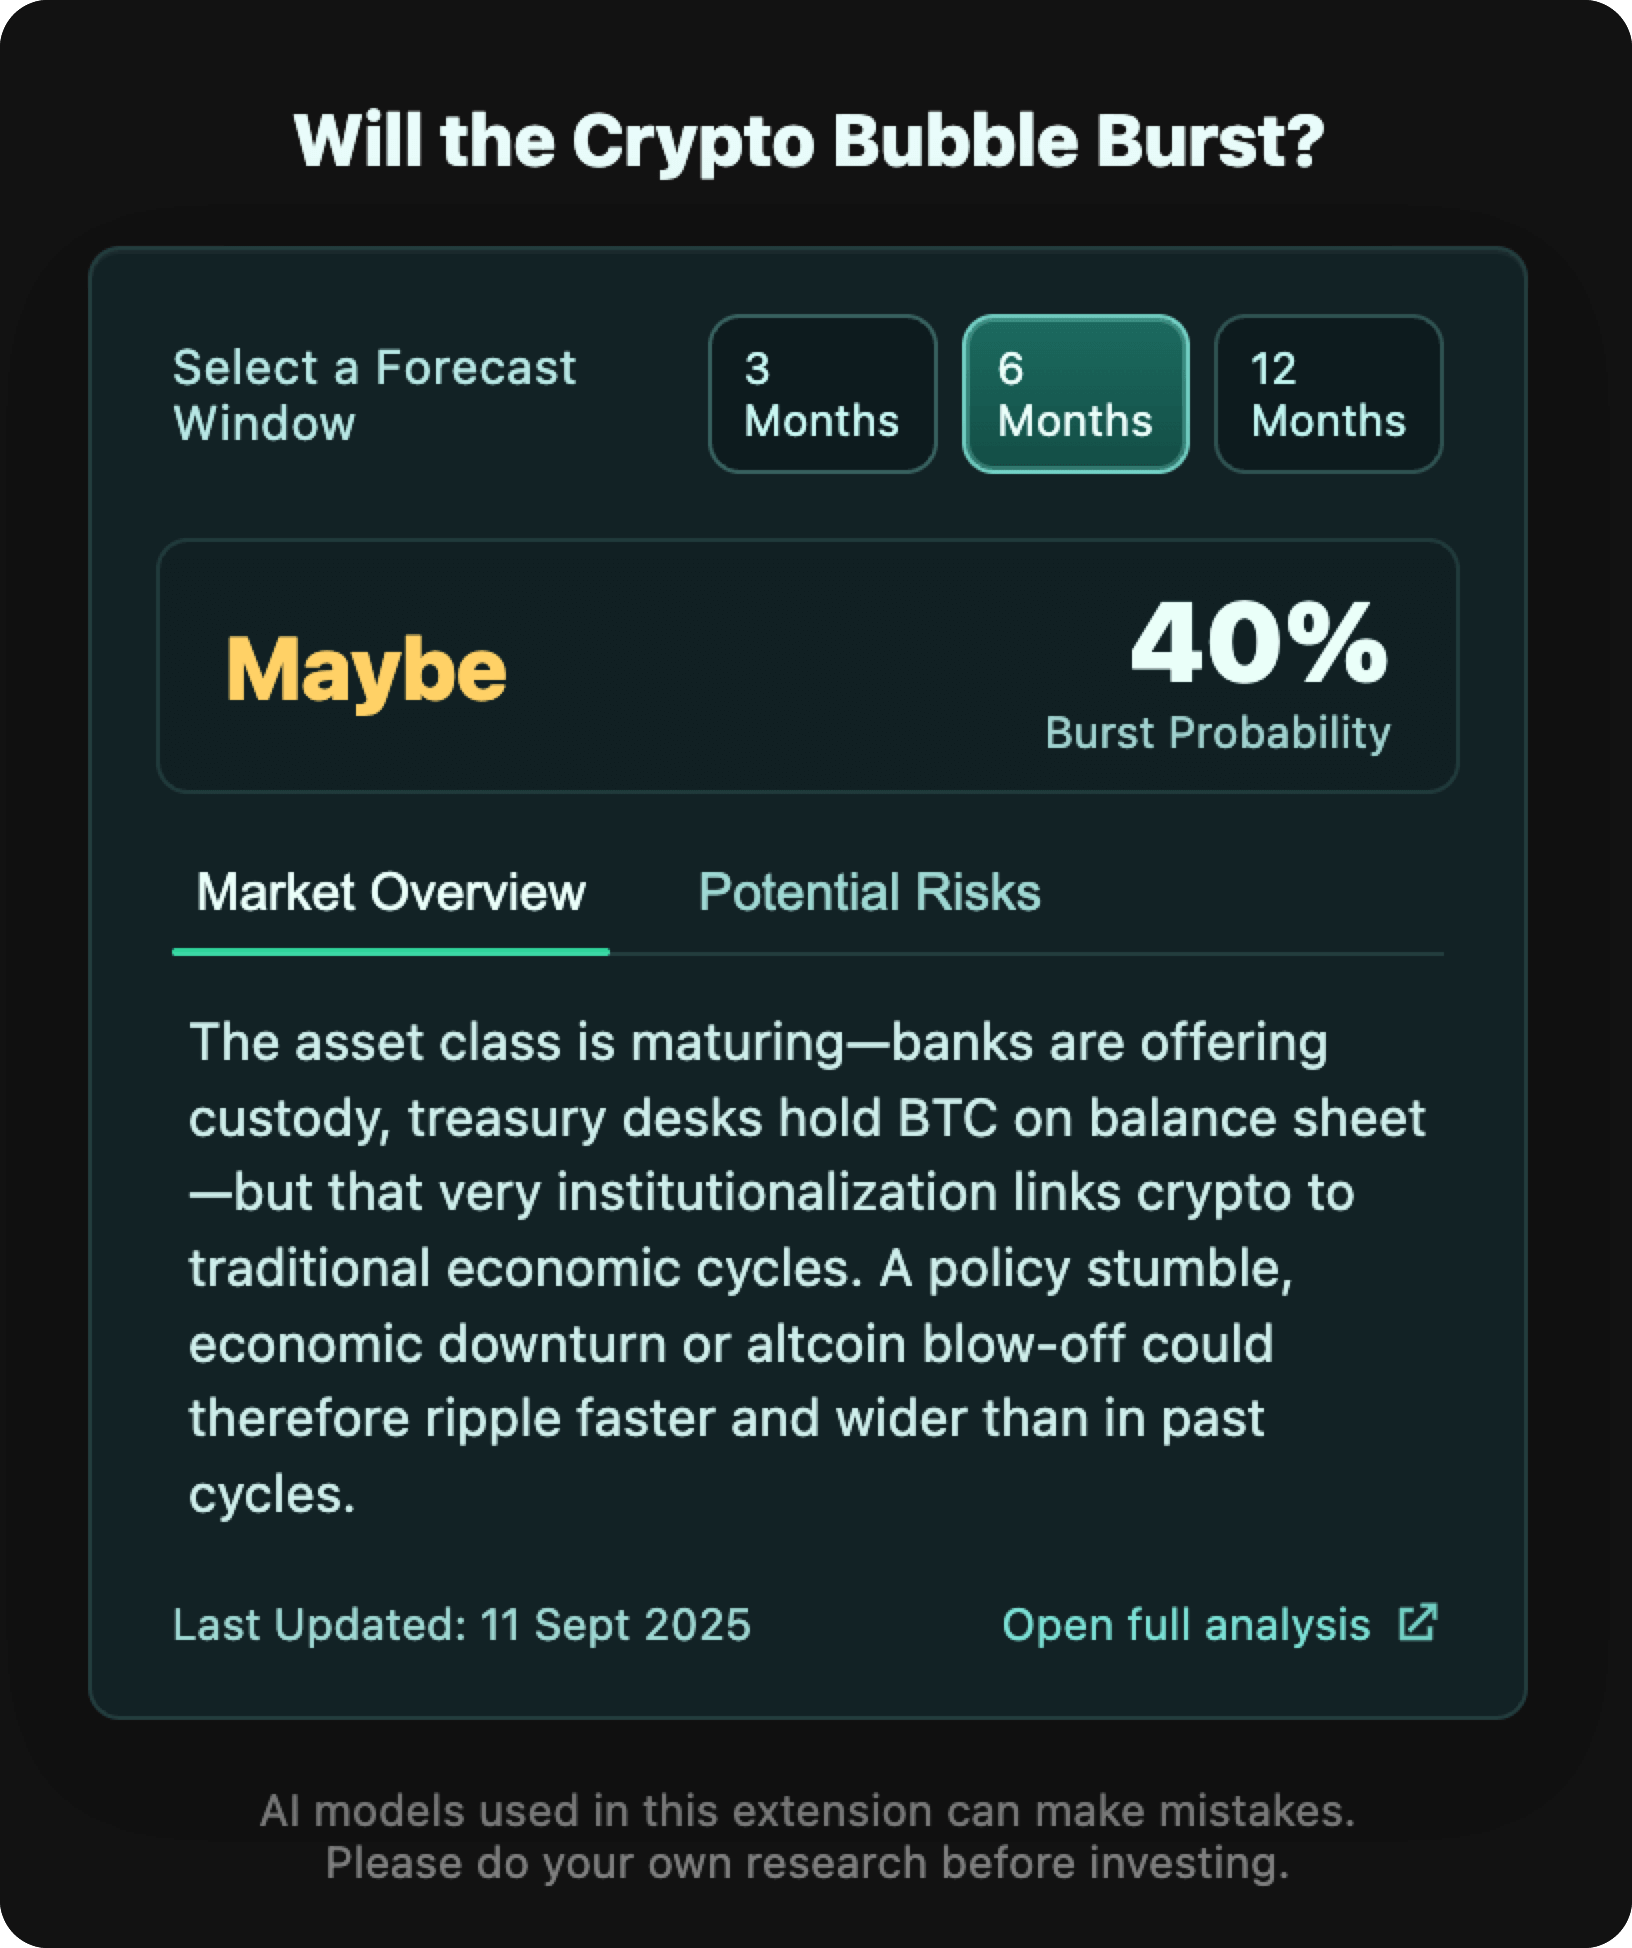 Will the Crypto Bubble Burst?
Select a Forecast
Window
3
Months
6
Months
12
Months
Maybe
40%
Burst Probability
Market Overview
Potential Risks
The asset class is maturing—banks are offering
custody, treasury desks hold BTC on balance sheet
—but that very institutionalization links crypto to
traditional economic cycles. A policy stumble,
economic downturn or altcoin blow-off could
therefore ripple faster and wider than in past
cycles.
Last Updated: 11 Sept 2025
Open full analysis
AI models used in this extension can make mistakes.
Please do your own research before investing.